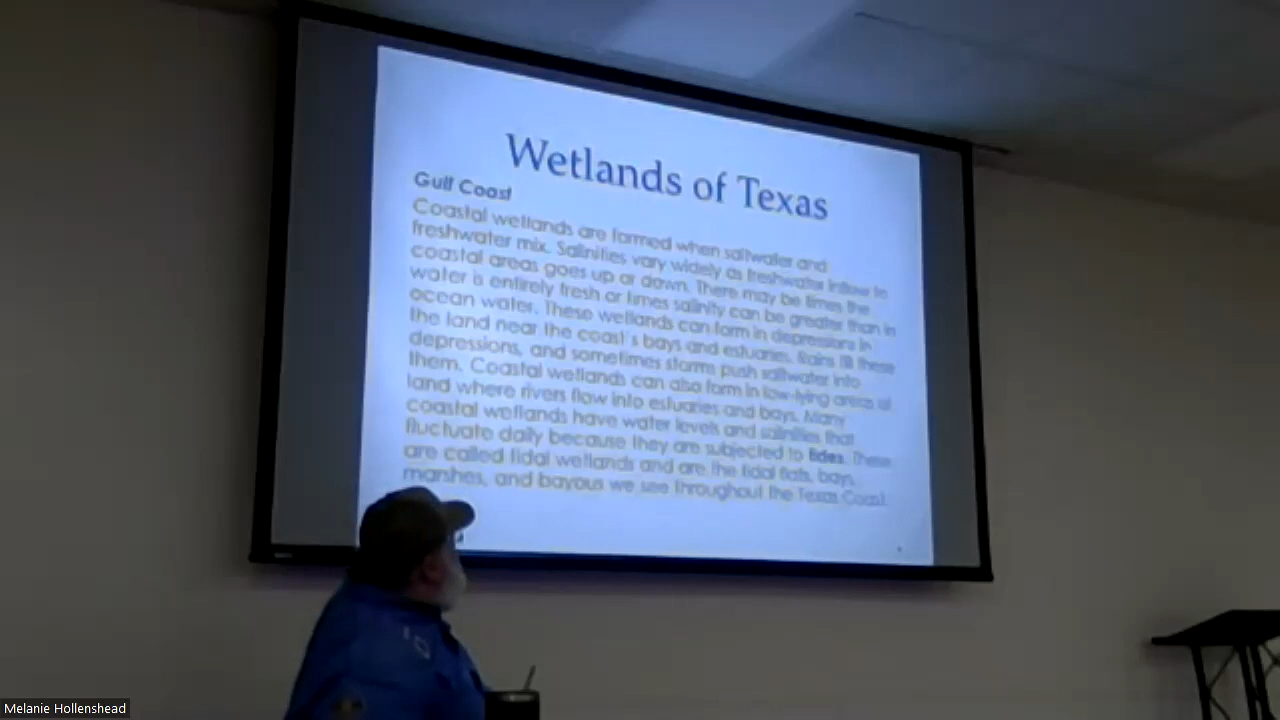 Wetlands of Texas
Gulf Coast
Coastal wetlands are formed when saltwater and
freshwater mix. Salinities vary widely as freshwater inflow to
coastal areas goes up or down. There may be times the
water is entirely fresh or times salinity can be greater than in
ocean water. These wetlands can form in depressions in
the land near the coast's bays and estuaries. Rains fill these
depressions, and sometimes storms push saltwater into
them. Coastal wetlands can also form in low-lying areas of
land where rivers flow into estuaries and bays. Many
coastal wetlands have water levels and salinities that
fluctuate daily because they are subjected to tides. These
are called tidal wetlands and are the tidal flats, bays,
marshes, and bayous we see throughout the Texas Coast.
Melanie Hollenshead